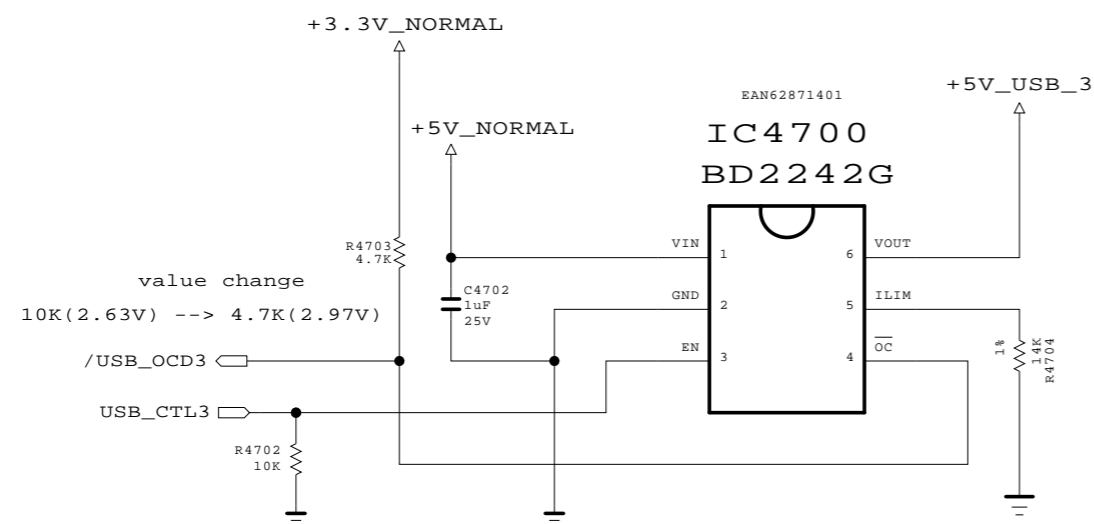 +3.3V_NORMAL
+5V_USB_3
EAN62871401
+5V_NORMAL
IC4700
BD2242G
R4703
4.7K
VIN
1
6
VOUT
value change
C4702
1uF
25V
GND
2
5
ILIM
10K(2.63V) --> 4.7K(2.97V)
EN
3
4
OC
1%
14K
R4704
/USB_OCD3
USB_CTL3
R4702
10K